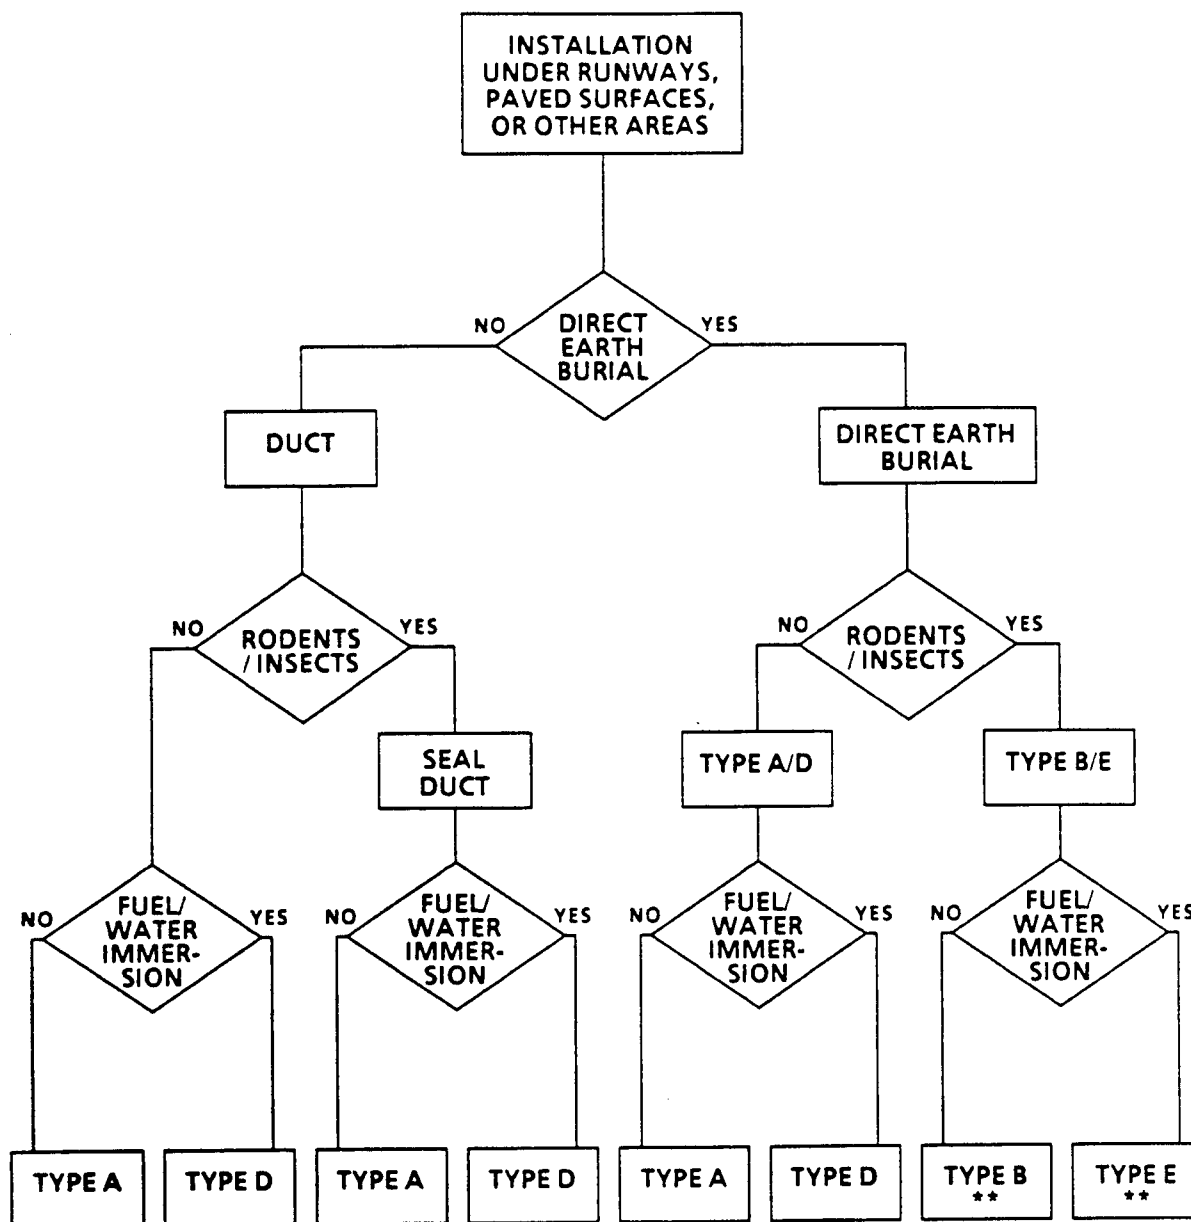 INSTALLATION
UNDER RUNWAYS,
PAVED SURFACES,
OR OTHER AREAS
NO
DIRECT
EARTH
BURIAL
YES
DUCT
DIRECT EARTH
BURIAL
NO
RODENTS
/INSECTS
YES
NO
RODENTS
/INSECTS
YES
SEAL
DUCT
TYPE A/D
TYPE B/E
NO
FUEL/
WATER
IMMER-
SION
YES
NO
FUEL/
WATER
IMMER-
SION
YES
NO
FUEL/
WATER
IMMER-
SION
YES
NO
FUEL/
WATER
IMMER-
SION
YES
TYPE A
TYPE D
TYPE A
TYPE D
TYPE A
TYPE D
TYPE B
**
TYPE E
**